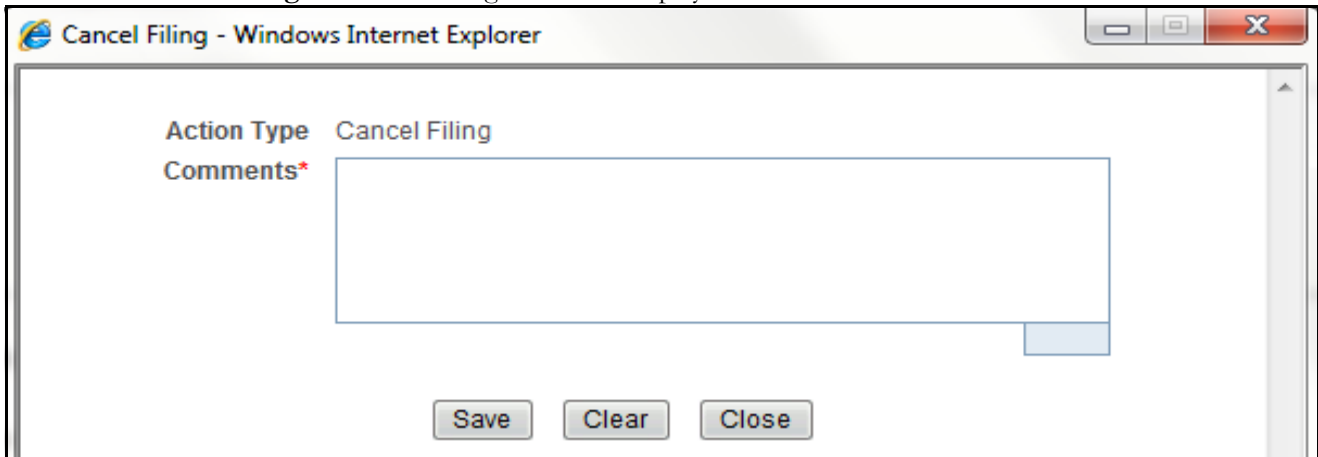 Cancel Filing - Windows Internet Explorer
Action Type Cancel Filing
Comments*
Save Clear Close